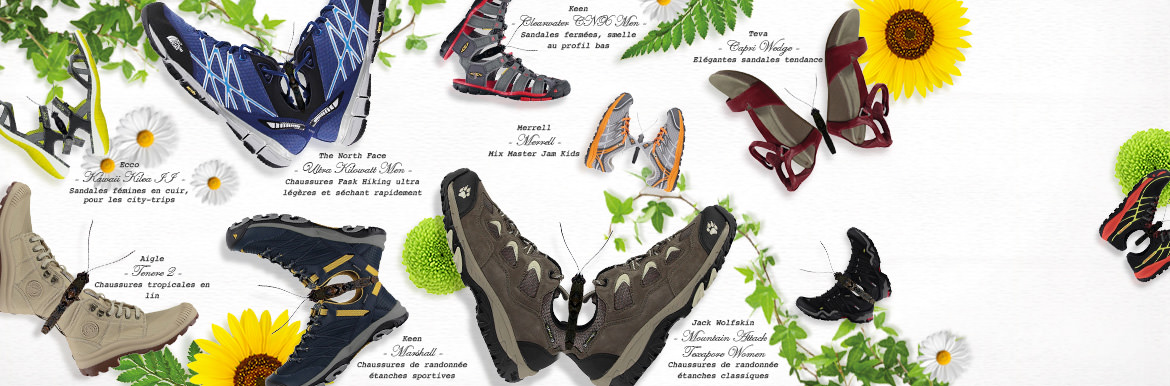 Keen
- Clearwater CNX Men -
Sandales fermées, smelle
au profil bas
Teva
- Capri Wedge -
Elégantes sandales tendance
Merrell
- Merrell -
Mix Master Jam Kids
Ecco
- Kawaii Kilea II -
Sandales fémines en cuir,
pour les city-trips
The North Face
- Ultra Kilowatt Men -
Chaussures Fask Hiking ultra
légères et séchant rapidement
Aigle
- Tenere 2 -
Chaussures tropicales en
lin
Keen
- Marshall -
Chaussures de randonnée
étanches sportives
Jack Wolfskin
- Mountain Attack
Texapore Women
Chaussures de randonnée
étanches classiques